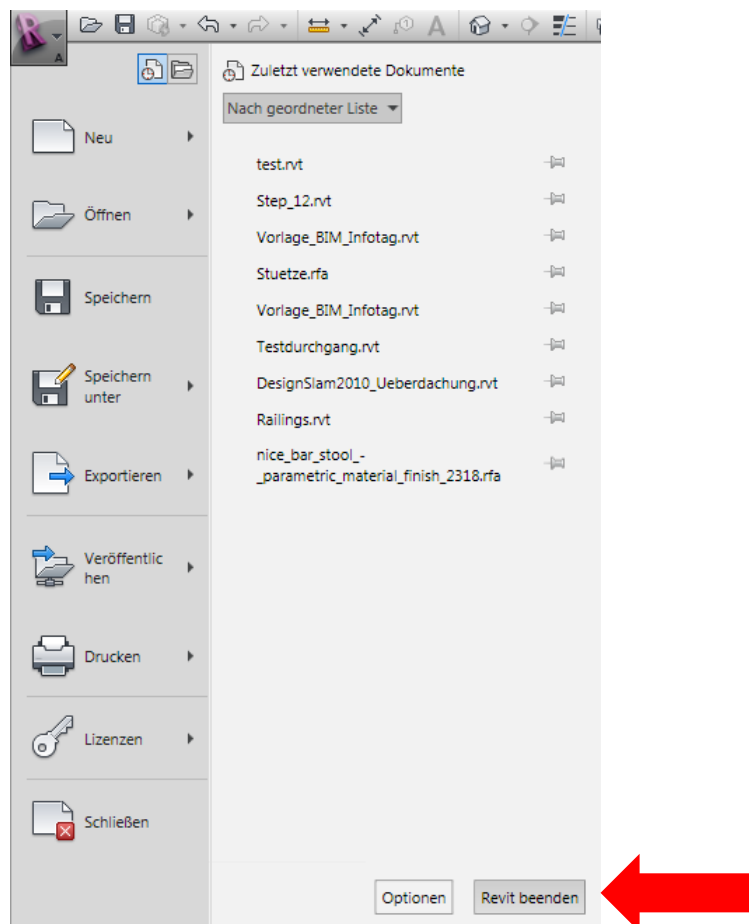 A
A
Zuletzt verwendete Dokumente
Nach geordneter Liste
Neu
Öffnen
Speichern
Speichern
unter
Exportieren
Veröffentlic
hen
Drucken
Lizenzen
Schließen
test.rvt
Step_12.rvt
Vorlage_BIM_Infotag.rvt
Stuetze.rfa
Vorlage_BIM_Infotag.rvt
Testdurchgang.rvt
DesignSlam2010_Ueberdachung.rvt
Railings.rvt
nice_bar_stool_-
_parametric_material_finish_2318.rfa
Optionen
Revit beenden